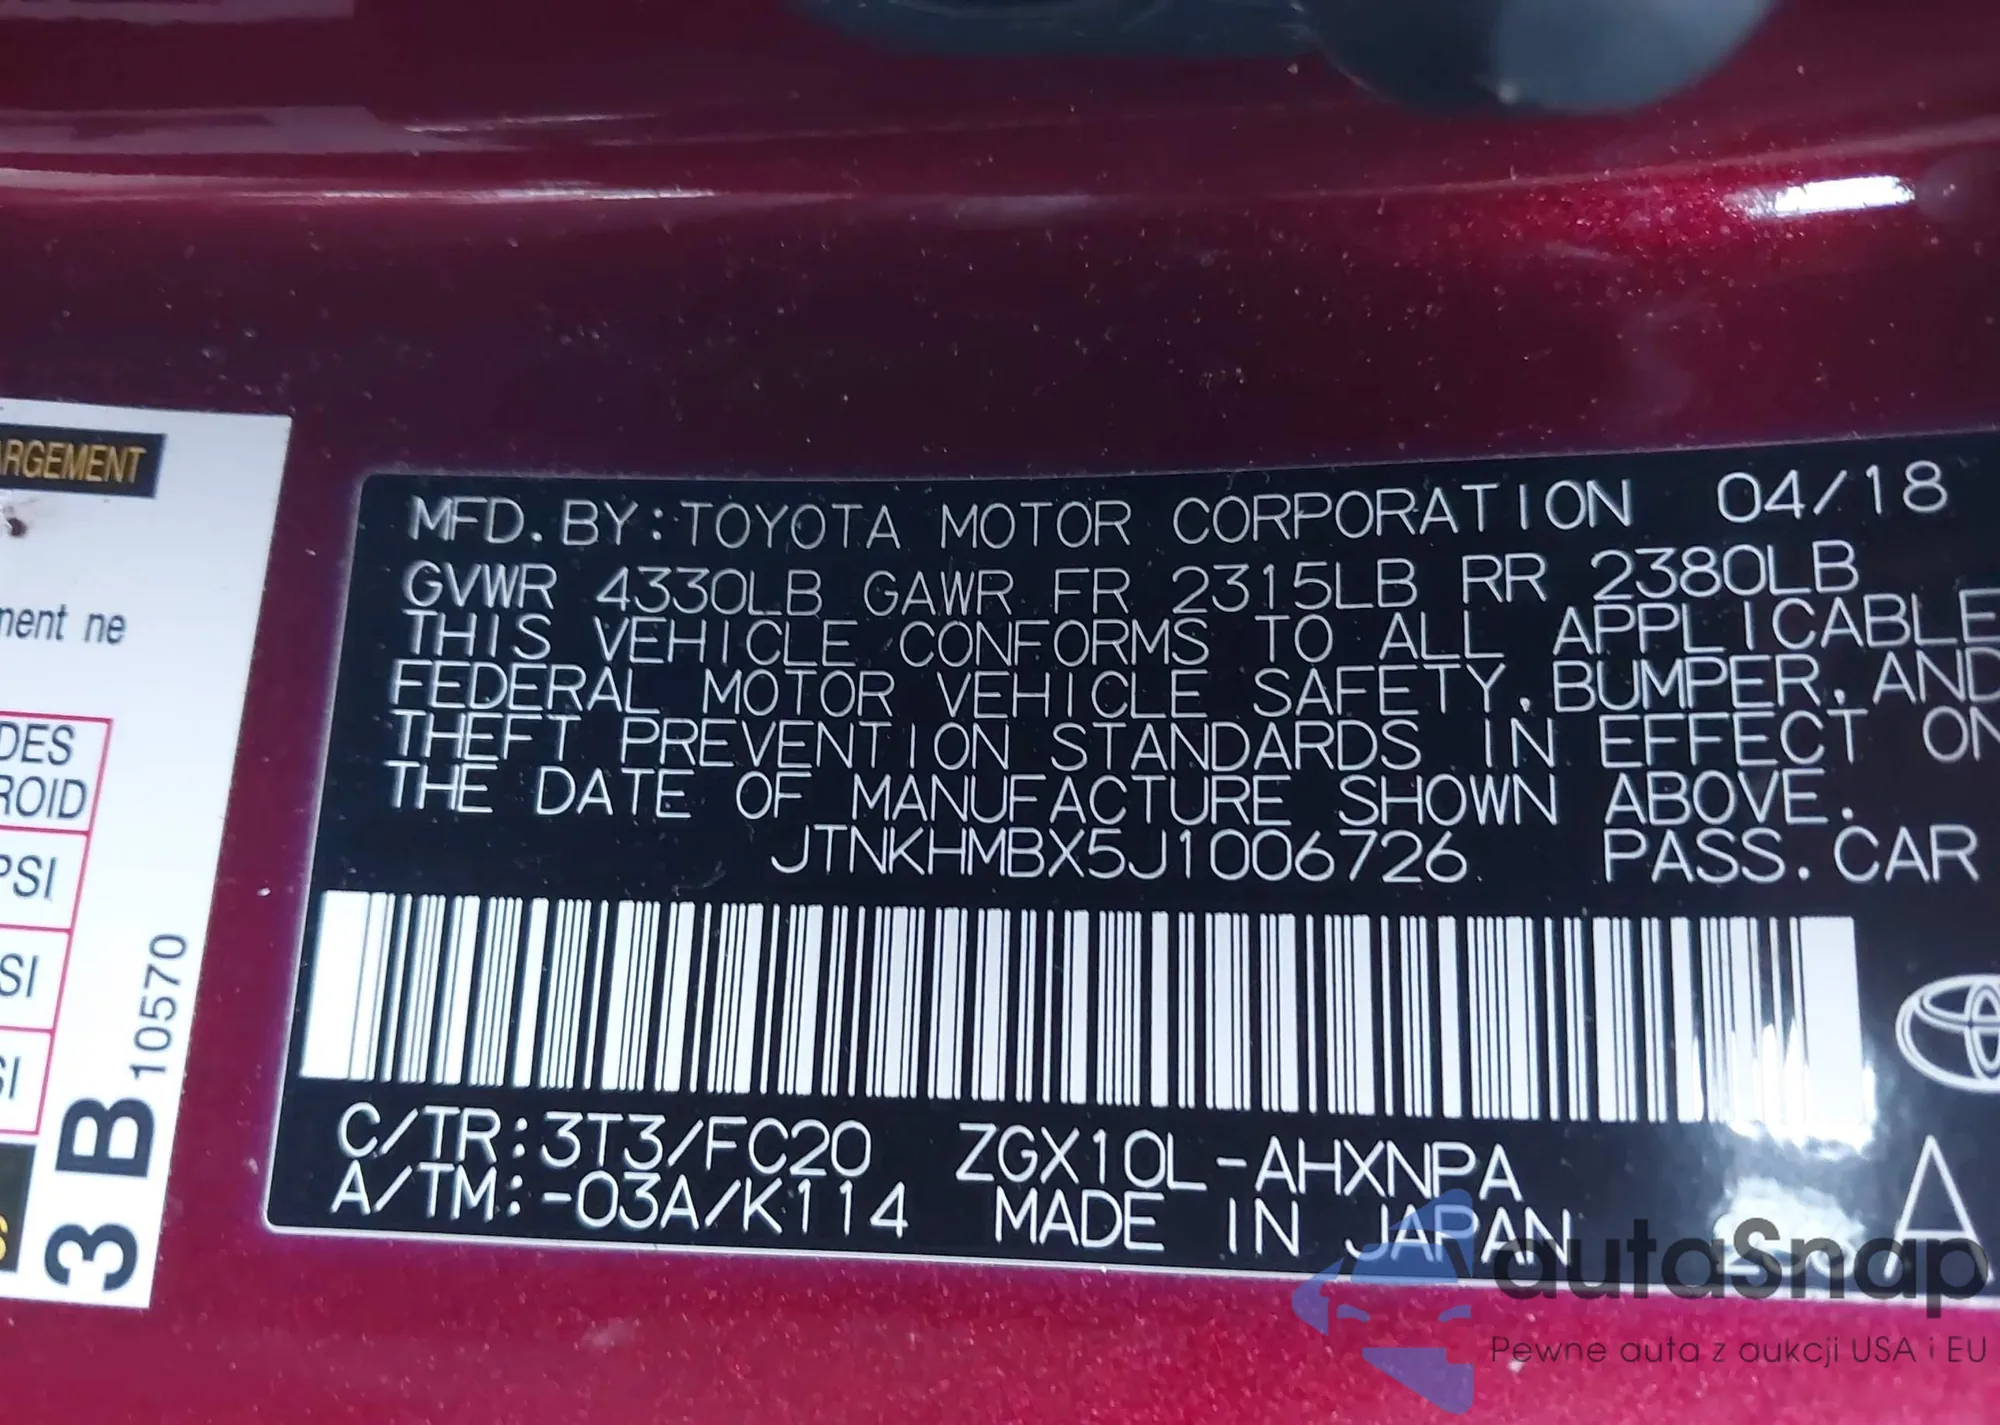 ARGEMENT
ment ne
DES
ROID
PSI
SI
SI
3 B 10570
MFD. BY:TOYOTA MOTOR CORPORATION 04/18
GVWR 4330LB GAWR FR 2315LB RR 2380LB
THIS VEHICLE CONFORMS TO ALL APPLICABLE
FEDERAL MOTOR VEHICLE SAFETY, BUMPER, AND
THEFT PREVENTION STANDARDS IN EFFECT ON
THE DATE OF MANUFACTURE SHOWN ABOVE.
JTNKHMBX5J1006726 PASS.CAR
C/TR:3T3/FC20 ZGX10L-AHXNPA
A/TM:-03A/K114 MADE IN JAPAN
A
autaSnap
Pewne auta z aukcji USA i EU